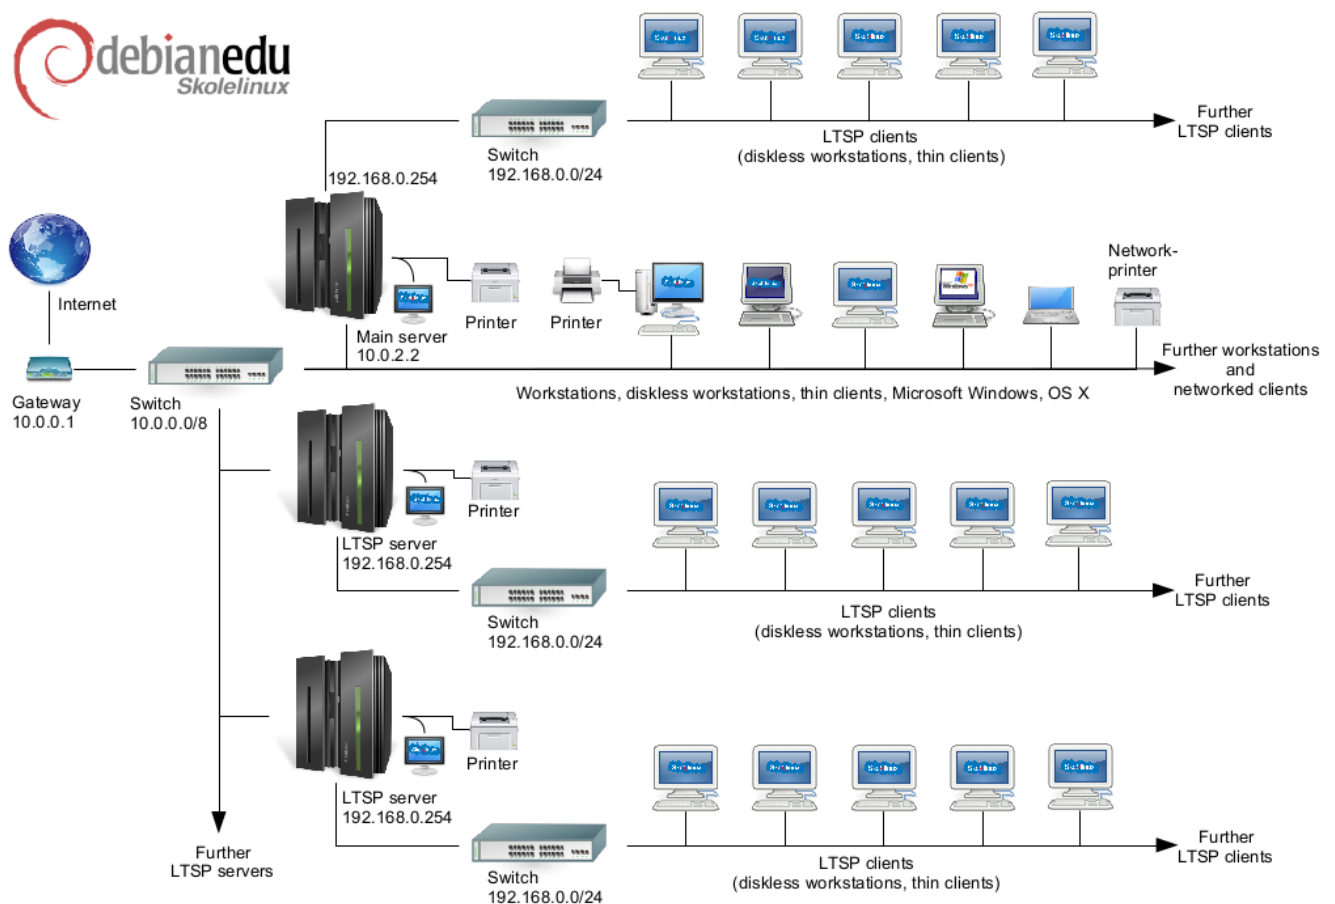 debianedu
Skolelinux
Switch
192.168.0.0/24
LTSP clients
(diskless workstations, thin clients)
Further
LTSP clients
192.168.0.254
Internet
Gateway
10.0.0.1
Switch
10.0.0.0/8
Main server
10.0.2.2
Printer
Printer
Windows
Network-
printer
Workstations, diskless workstations, thin clients, Microsoft Windows, OS X
Further workstations
and
networked clients
LTSP server
192.168.0.254
Printer
Switch
192.168.0.0/24
LTSP clients
(diskless workstations, thin clients)
Further
LTSP clients
LTSP server
192.168.0.254
Printer
Switch
192.168.0.0/24
LTSP clients
(diskless workstations, thin clients)
Further
LTSP clients
Further
LTSP servers